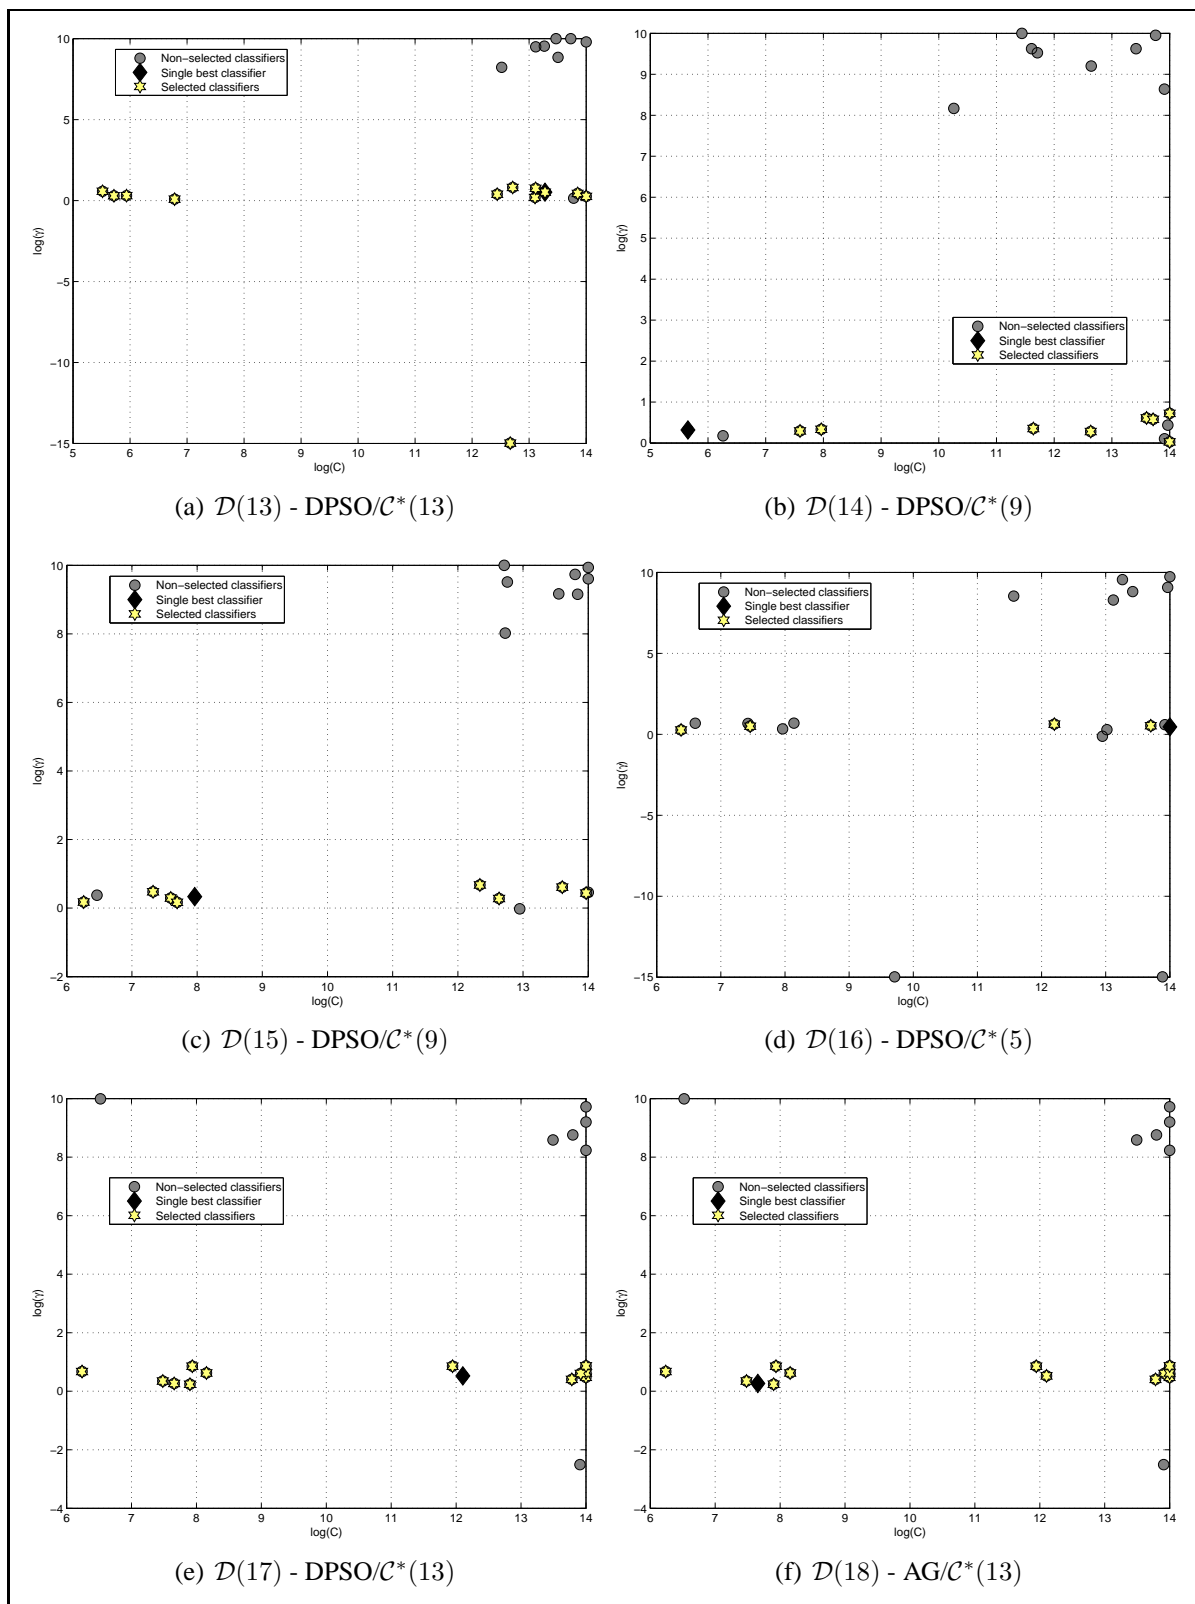 10
5
0
−5
−10
−15
log(γ)
5 6 7 8 9 10 11 12 13 14
log(C)
Non−selected classifiers
Single best classifier
Selected classifiers
(a) D(13) - DPSO/C*(13)
10
9
8
7
6
5
4
3
2
1
0
log(γ)
5 6 7 8 9 10 11 12 13 14
log(C)
Non−selected classifiers
Single best classifier
Selected classifiers
(b) D(14) - DPSO/C*(9)
10
8
6
4
2
0
−2
log(γ)
6 7 8 9 10 11 12 13 14
log(C)
Non−selected classifiers
Single best classifier
Selected classifiers
(c) D(15) - DPSO/C*(9)
10
5
0
−5
−10
−15
log(γ)
6 7 8 9 10 11 12 13 14
log(C)
Non−selected classifiers
Single best classifier
Selected classifiers
(d) D(16) - DPSO/C*(5)
10
8
6
4
2
0
−2
−4
log(γ)
6 7 8 9 10 11 12 13 14
log(C)
Non−selected classifiers
Single best classifier
Selected classifiers
(e) D(17) - DPSO/C*(13)
10
8
6
4
2
0
−2
−4
log(γ)
6 7 8 9 10 11 12 13 14
log(C)
Non−selected classifiers
Single best classifier
Selected classifiers
(f) D(18) - AG/C*(13)